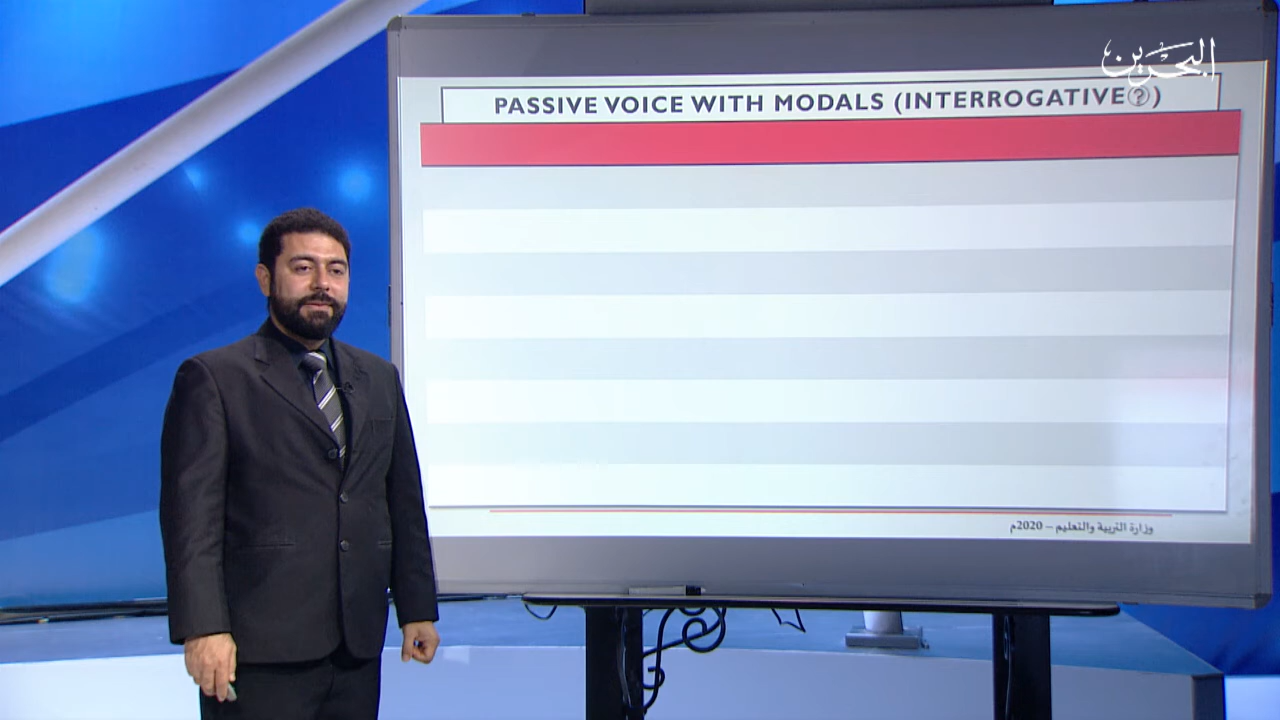 البحرين
PASSIVE VOICE WITH MODALS (INTERROGATIVE?)
وزارة التربية والتعليم – 2020م